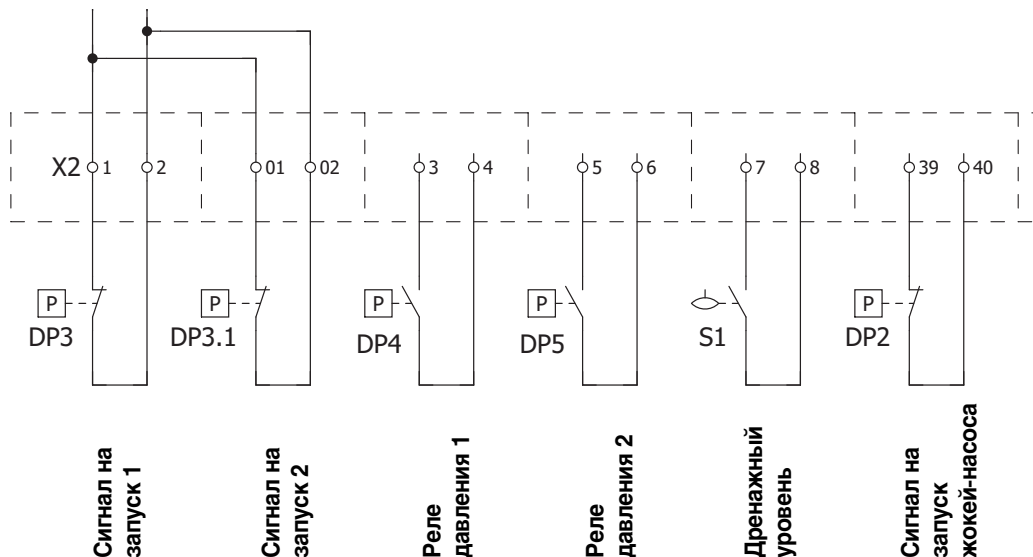 X2 1 2 01 02 3 4 5 6 7 8 39 40
P P P P P
DP3 DP3.1 DP4 DP5 S1 DP2
Сигнал на
запуск 1
Сигнал на
запуск 2
Реле
давления 1
Реле
давления 2
Дренажный
уровень
Сигнал на
запуск
жокей-насоса